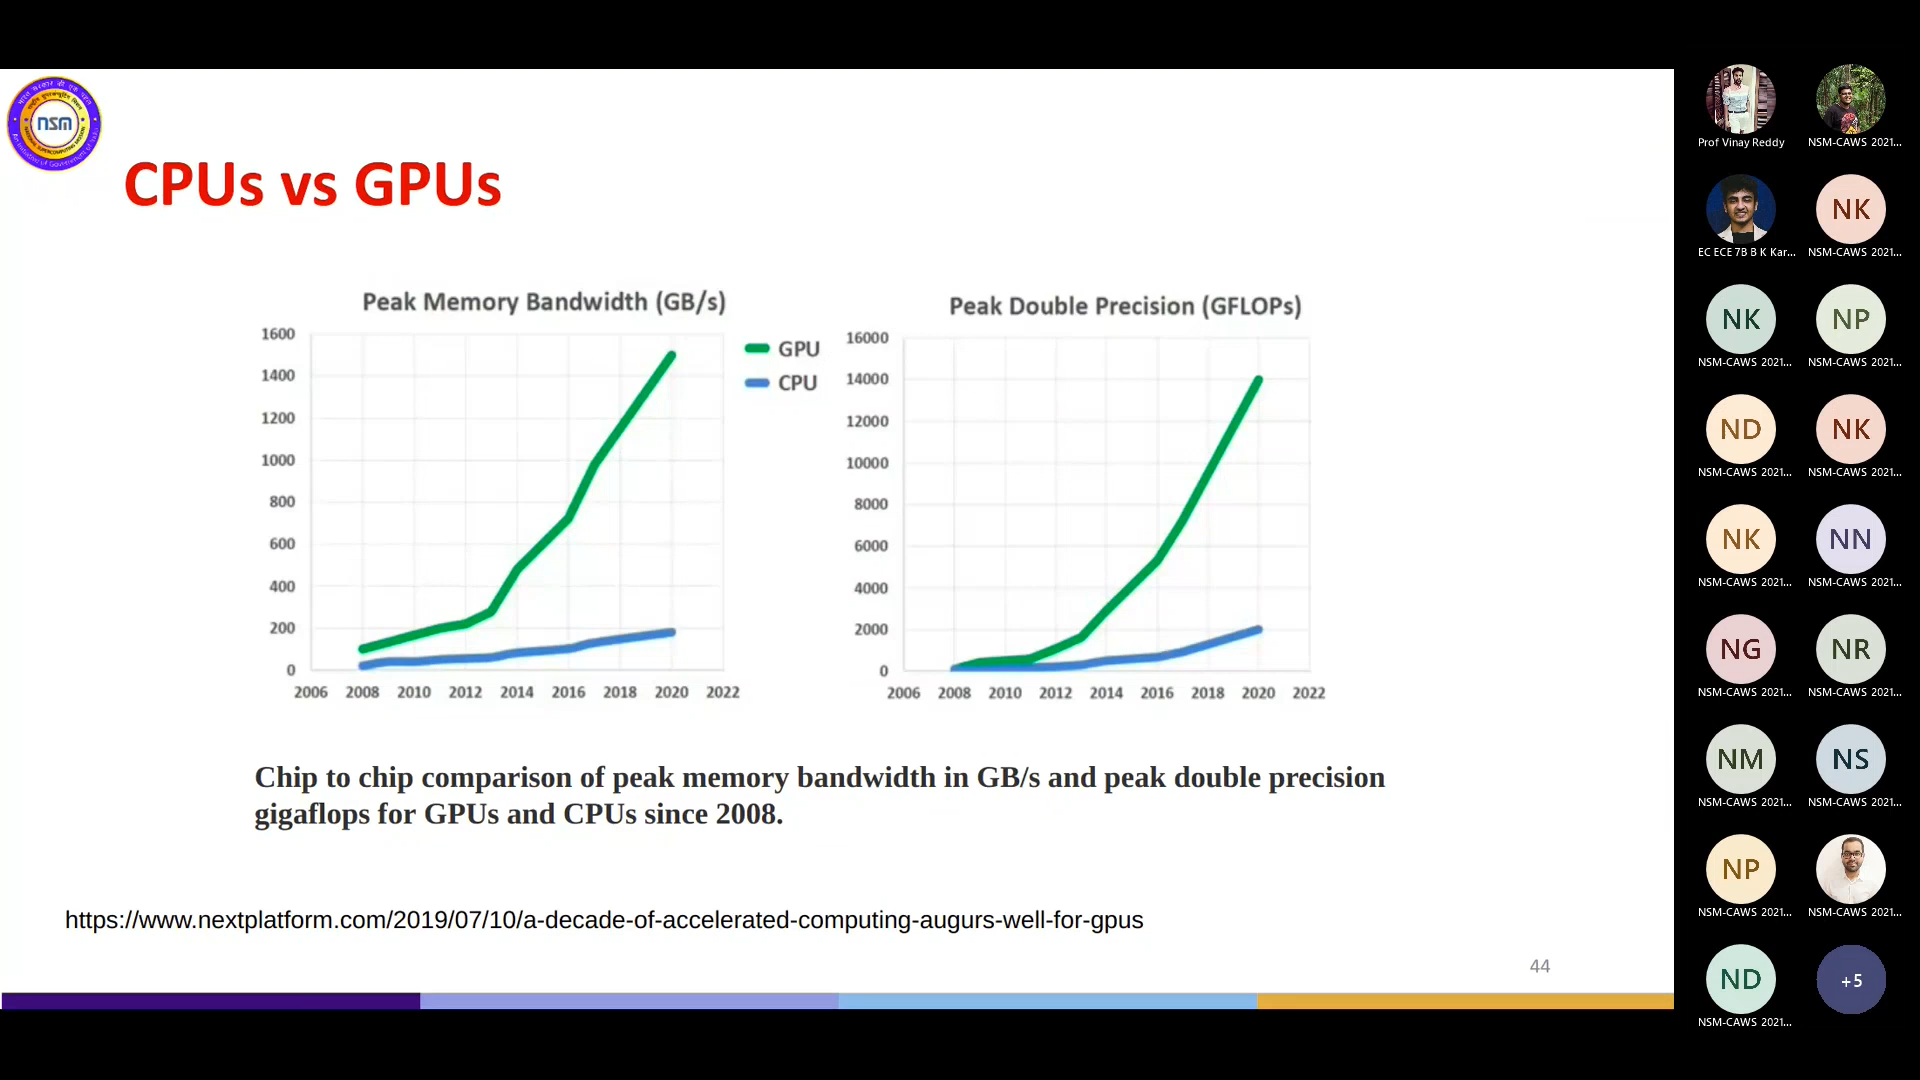 nsm
CPUs vs GPUs
Peak Memory Bandwidth (GB/s)
1600
1400
1200
1000
800
600
400
200
0
2006 2008 2010 2012 2014 2016 2018 2020 2022
GPU
CPU
Peak Double Precision (GFLOPs)
16000
14000
12000
10000
8000
6000
4000
2000
0
2006 2008 2010 2012 2014 2016 2018 2020 2022
Chip to chip comparison of peak memory bandwidth in GB/s and peak double precision
gigaflops for GPUs and CPUs since 2008.
https://www.nextplatform.com/2019/07/10/a-decade-of-accelerated-computing-augurs-well-for-gpus
44
Prof Vinay Reddy
NSM-CAWS 2021...
EC ECE 7B B K Kar...
NK
NSM-CAWS 2021...
NK
NSM-CAWS 2021...
NP
NSM-CAWS 2021...
ND
NSM-CAWS 2021...
NK
NSM-CAWS 2021...
NK
NSM-CAWS 2021...
NN
NSM-CAWS 2021...
NG
NSM-CAWS 2021...
NR
NSM-CAWS 2021...
NM
NSM-CAWS 2021...
NS
NSM-CAWS 2021...
NP
NSM-CAWS 2021...
NSM-CAWS 2021...
ND
NSM-CAWS 2021...
+5